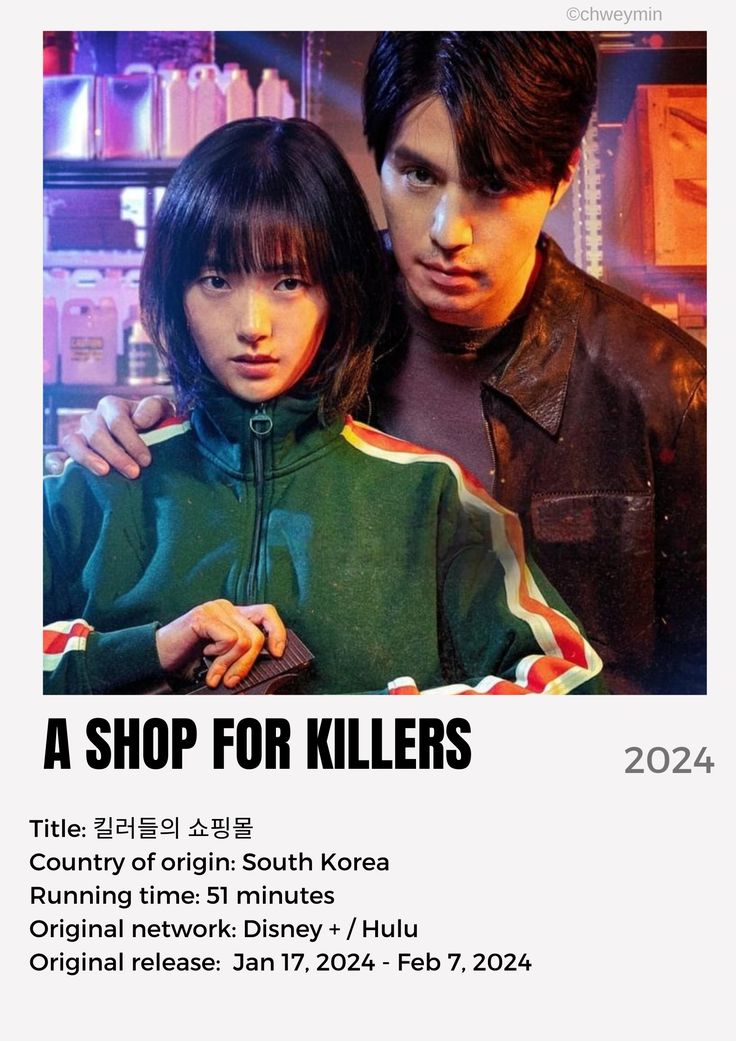 ©chweymin
A SHOP FOR KILLERS
2024
Title: 킬러들의 쇼핑몰
Country of origin: South Korea
Running time: 51 minutes
Original network: Disney + / Hulu
Original release:  Jan 17, 2024 - Feb 7, 2024